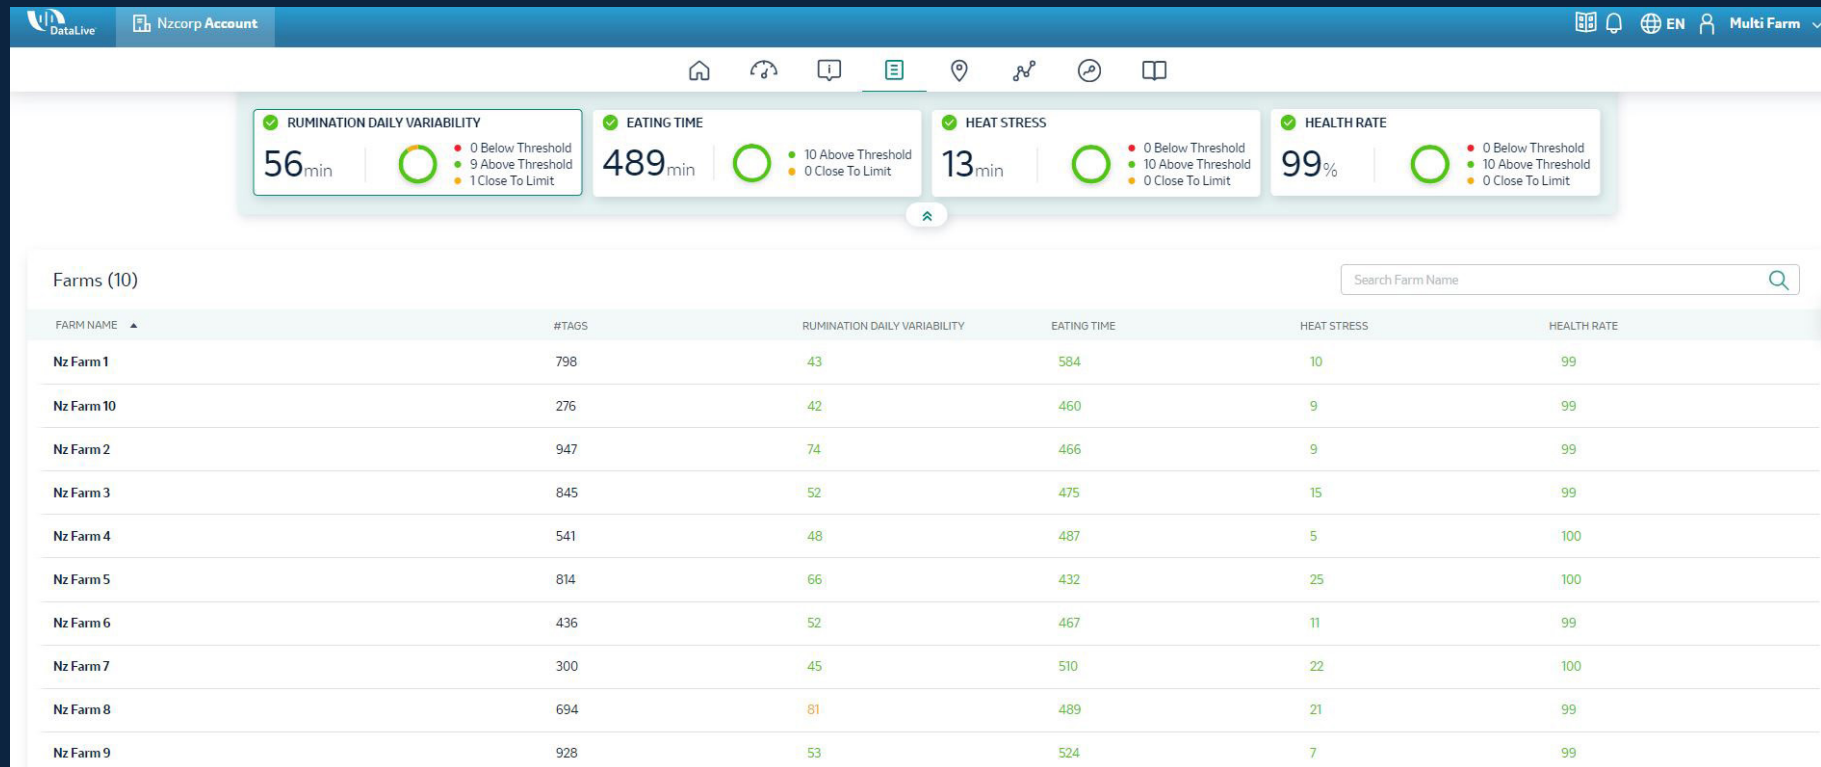 DataLive Nzcorp Account EN Multi Farm
RUMINATION DAILY VARIABILITY
56min
0 Below Threshold
9 Above Threshold
1 Close To Limit
EATING TIME
489min
10 Above Threshold
0 Close To Limit
HEAT STRESS
13min
0 Below Threshold
10 Above Threshold
0 Close To Limit
HEALTH RATE
99%
0 Below Threshold
10 Above Threshold
0 Close To Limit
Farms (10) Search Farm Name
FARM NAME #TAGS RUMINATION DAILY VARIABILITY EATING TIME HEAT STRESS HEALTH RATE
Nz Farm 1 798 43 584 10 99
Nz Farm 10 276 42 460 9 99
Nz Farm 2 947 74 466 9 99
Nz Farm 3 845 52 475 15 99
Nz Farm 4 541 48 487 5 100
Nz Farm 5 814 66 432 25 100
Nz Farm 6 436 52 467 11 99
Nz Farm 7 300 45 510 22 100
Nz Farm 8 694 81 489 21 99
Nz Farm 9 928 53 524 7 99